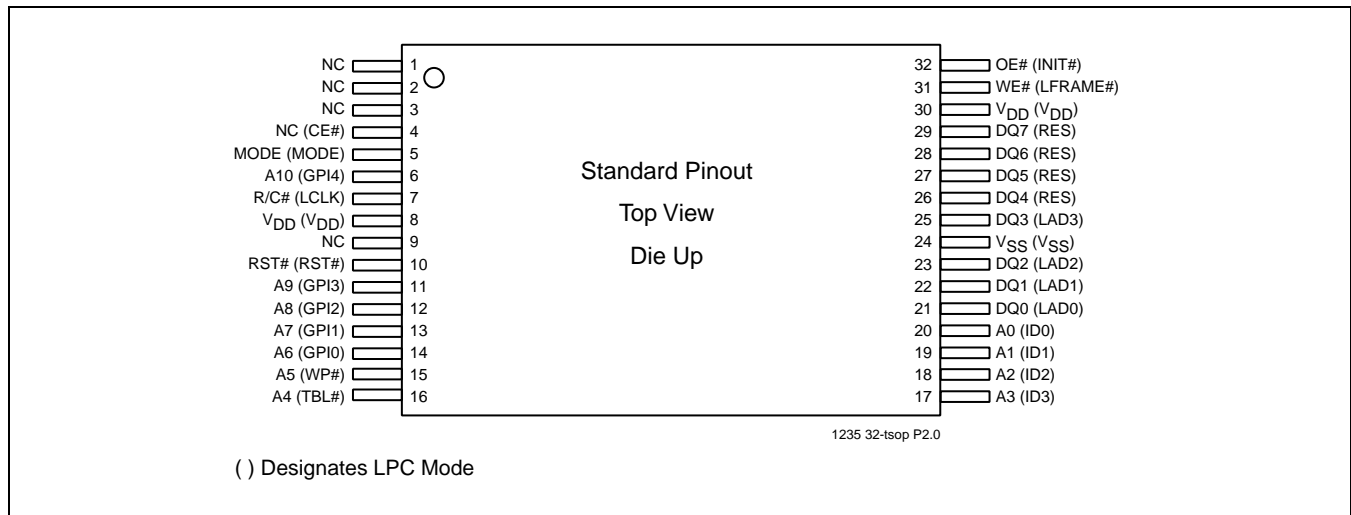 NC 1
NC 2
NC 3
NC (CE#) 4
MODE (MODE) 5
A10 (GPI4) 6
R/C# (LCLK) 7
VDD (VDD) 8
NC 9
RST# (RST#) 10
A9 (GPI3) 11
A8 (GPI2) 12
A7 (GPI1) 13
A6 (GPI0) 14
A5 (WP#) 15
A4 (TBL#) 16
Standard Pinout
Top View
Die Up
32 OE# (INIT#)
31 WE# (LFRAME#)
30 VDD (VDD)
29 DQ7 (RES)
28 DQ6 (RES)
27 DQ5 (RES)
26 DQ4 (RES)
25 DQ3 (LAD3)
24 VSS (VSS)
23 DQ2 (LAD2)
22 DQ1 (LAD1)
21 DQ0 (LAD0)
20 A0 (ID0)
19 A1 (ID1)
18 A2 (ID2)
17 A3 (ID3)
1235 32-tsop P2.0
( ) Designates LPC Mode